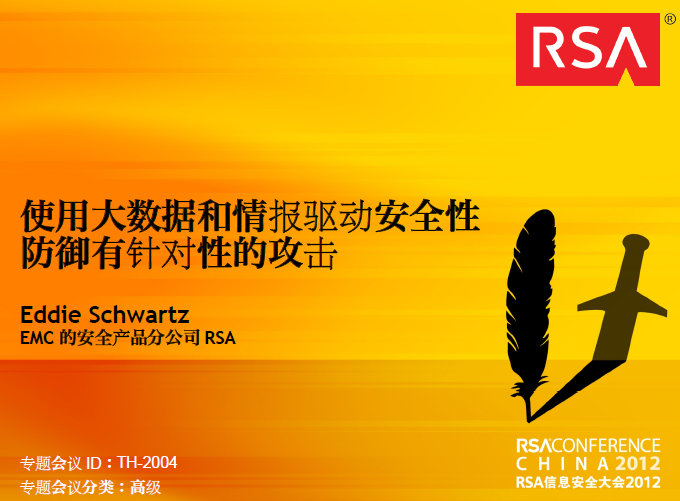 RSA®
使用大数据和情报驱动安全性
防御有针对性的攻击
Eddie Schwartz
EMC 的安全产品分公司 RSA
专题会议 ID：TH-2004
专题会议分类：高级
RSACONFERENCE
CHINA 2012
RSA信息安全大会2012